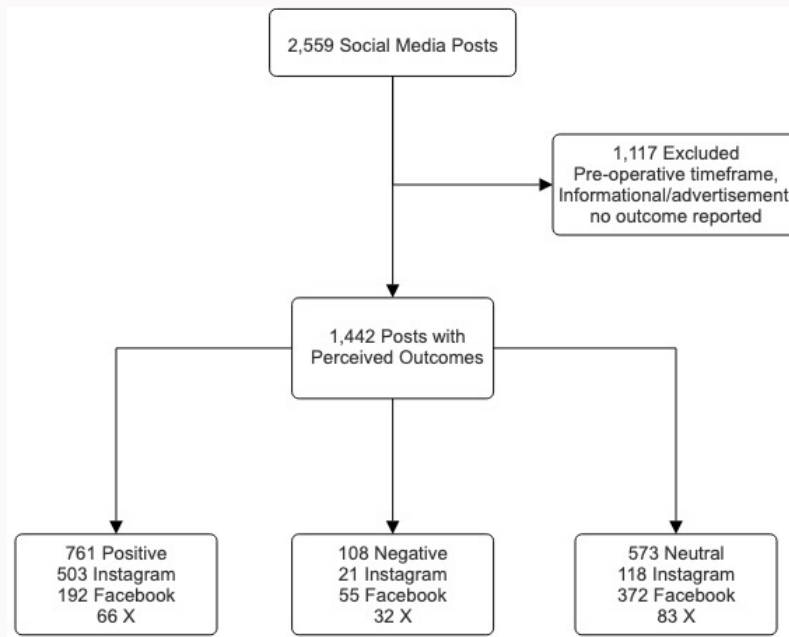 2,559 Social Media Posts
1,117 Excluded
Pre-operative timeframe,
Informational/advertisement
no outcome reported
1,442 Posts with
Perceived Outcomes
761 Positive
503 Instagram
192 Facebook
66 X
108 Negative
21 Instagram
55 Facebook
32 X
573 Neutral
118 Instagram
372 Facebook
83 X